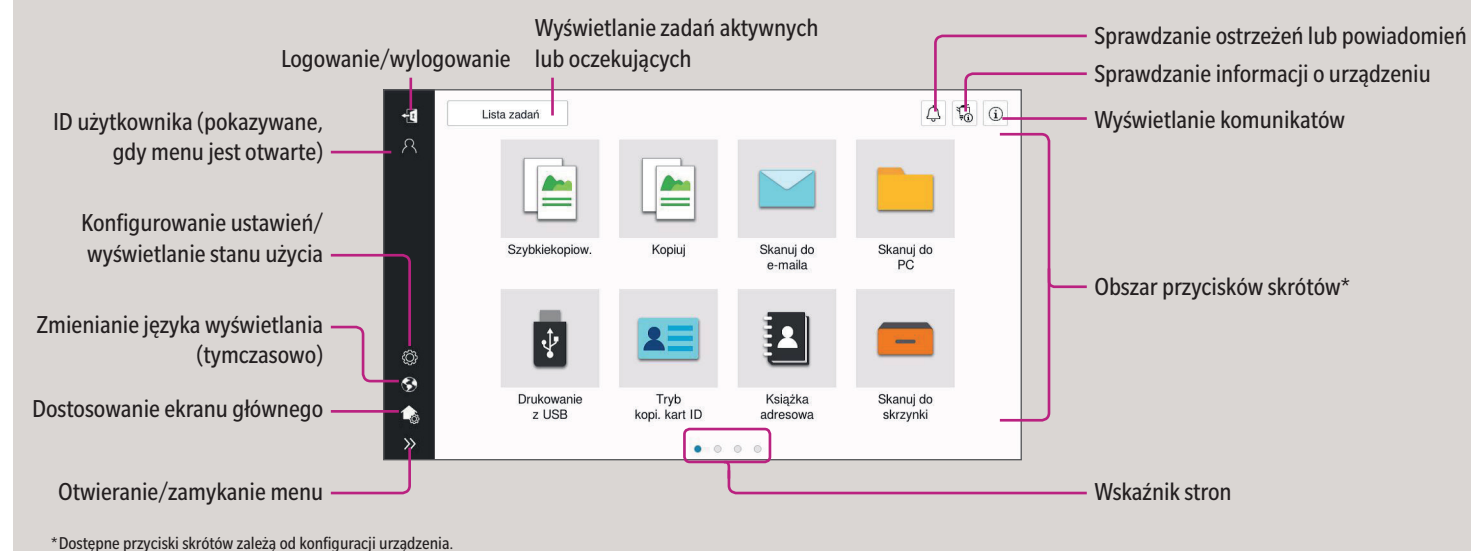 Wyświetlanie zadań aktywnych
lub oczekujących
Logowanie/wylogowanie
Sprawdzanie ostrzeżeń lub powiadomień
Sprawdzanie informacji o urządzeniu
Wyświetlanie komunikatów
ID użytkownika (pokazywane,
gdy menu jest otwarte)
Konfigurowanie ustawień/
wyświetlanie stanu użycia
Zmienianie języka wyświetlania
(tymczasowo)
Dostosowanie ekranu głównego
Otwieranie/zamykanie menu
Lista zadań
Szybkiekopiow.
Kopiuj
Skanuj do
e-maila
Skanuj do
PC
Drukowanie
z USB
Tryb
kopi. kart ID
Książka
adresowa
Skanuj do
skrzynki
Obszar przycisków skrótów*
Wskaźnik stron
*Dostępne przyciski skrótów zależą od konfiguracji urządzenia.